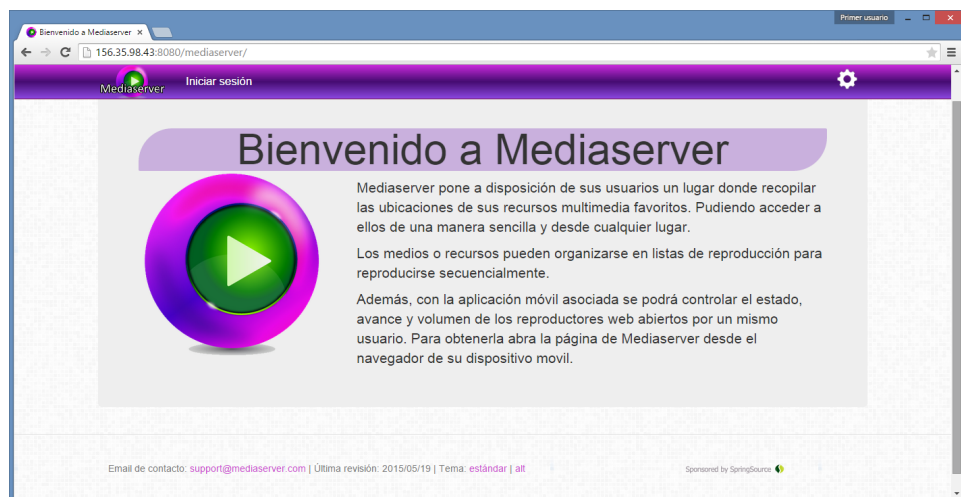 Primer usuario
Bienvenido a Mediaserver
156.35.98.43:8080/mediaserver/
Mediaserver
Iniciar sesión
Bienvenido a Mediaserver
Mediaserver pone a disposición de sus usuarios un lugar donde recopilar
las ubicaciones de sus recursos multimedia favoritos. Pudiendo acceder a
ellos de una manera sencilla y desde cualquier lugar.
Los medios o recursos pueden organizarse en listas de reproducción para
reproducirse secuencialmente.
Además, con la aplicación móvil asociada se podrá controlar el estado,
avance y volumen de los reproductores web abiertos por un mismo
usuario. Para obtenerla abra la página de Mediaserver desde el
navegador de su dispositivo movil.
Email de contacto: support@mediaserver.com | Última revisión: 2015/05/19 | Tema: estándar | alt
Sponsored by SpringSource